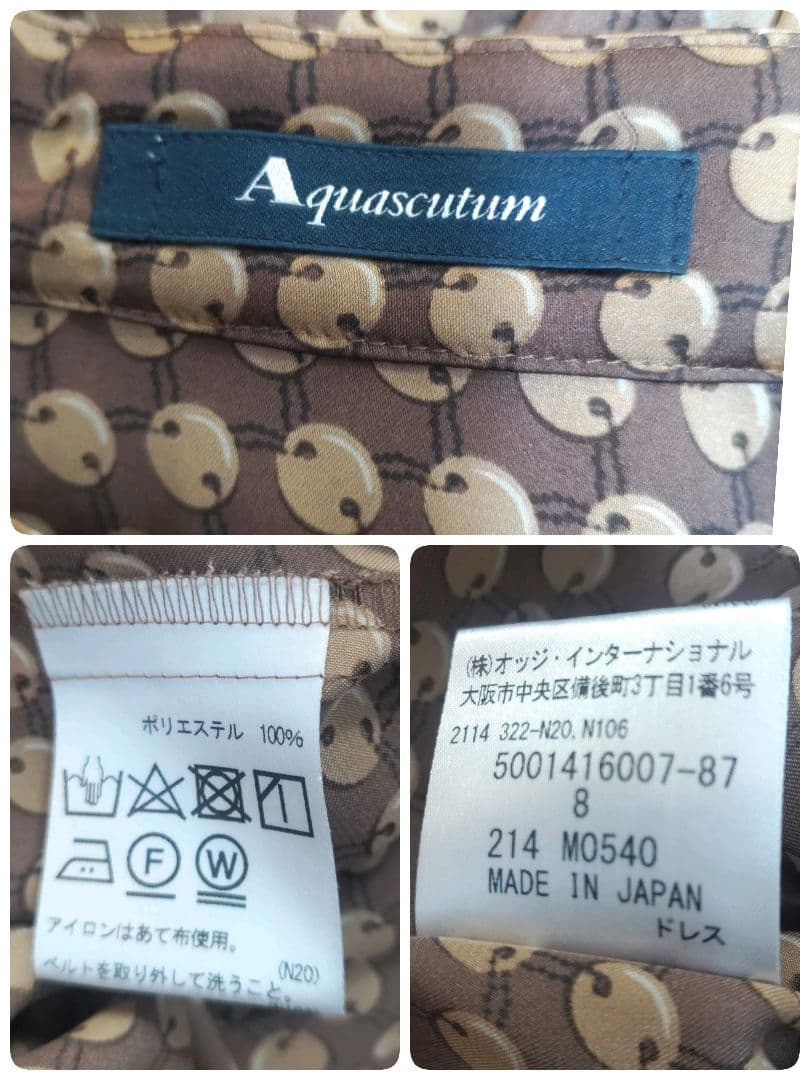 Aquascutum
ポリエステル 100%
F W
アイロンはあて布使用。
(N20)
ベルトを取り外して洗うこと。
(株)オッジ・インターナショナル
大阪市中央区備後町3丁目1番6号
2114 322-N20,N106
5001416007-87
8
214 M0540
MADE IN JAPAN
ドレス